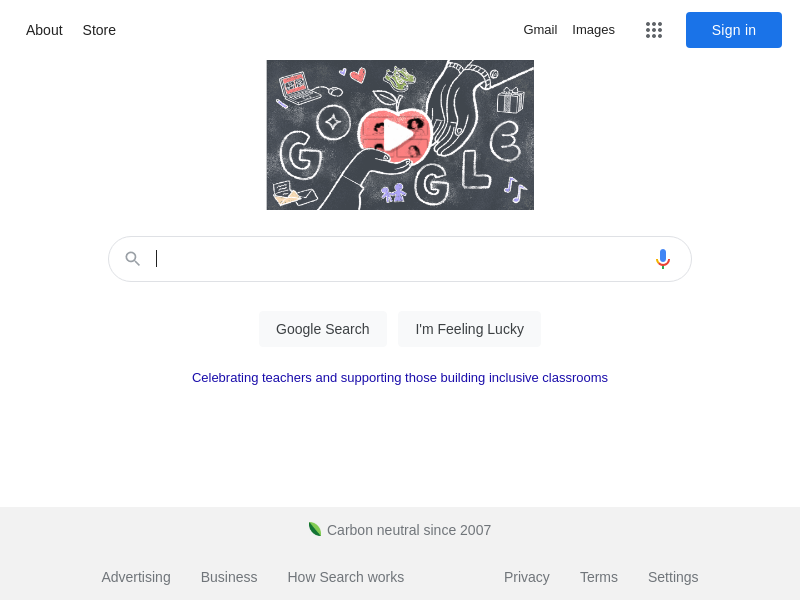 About Store Gmail Images Sign in
G G L E
Google Search I'm Feeling Lucky
Celebrating teachers and supporting those building inclusive classrooms
Carbon neutral since 2007
Advertising Business How Search works Privacy Terms Settings